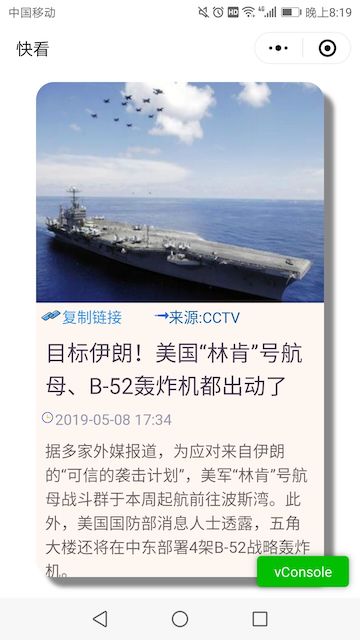 中国移动
4G
晚上8:19
快看
复制链接
来源:CCTV
目标伊朗！美国“林肯”号航
母、B-52轰炸机都出动了
2019-05-08 17:34
据多家外媒报道，为应对来自伊朗
的“可信的袭击计划”，美军“林肯”号航
母战斗群于本周起航前往波斯湾。此
外，美国国防部消息人士透露，五角
大楼还将在中东部署4架B-52战略轰炸
机。
vConsole